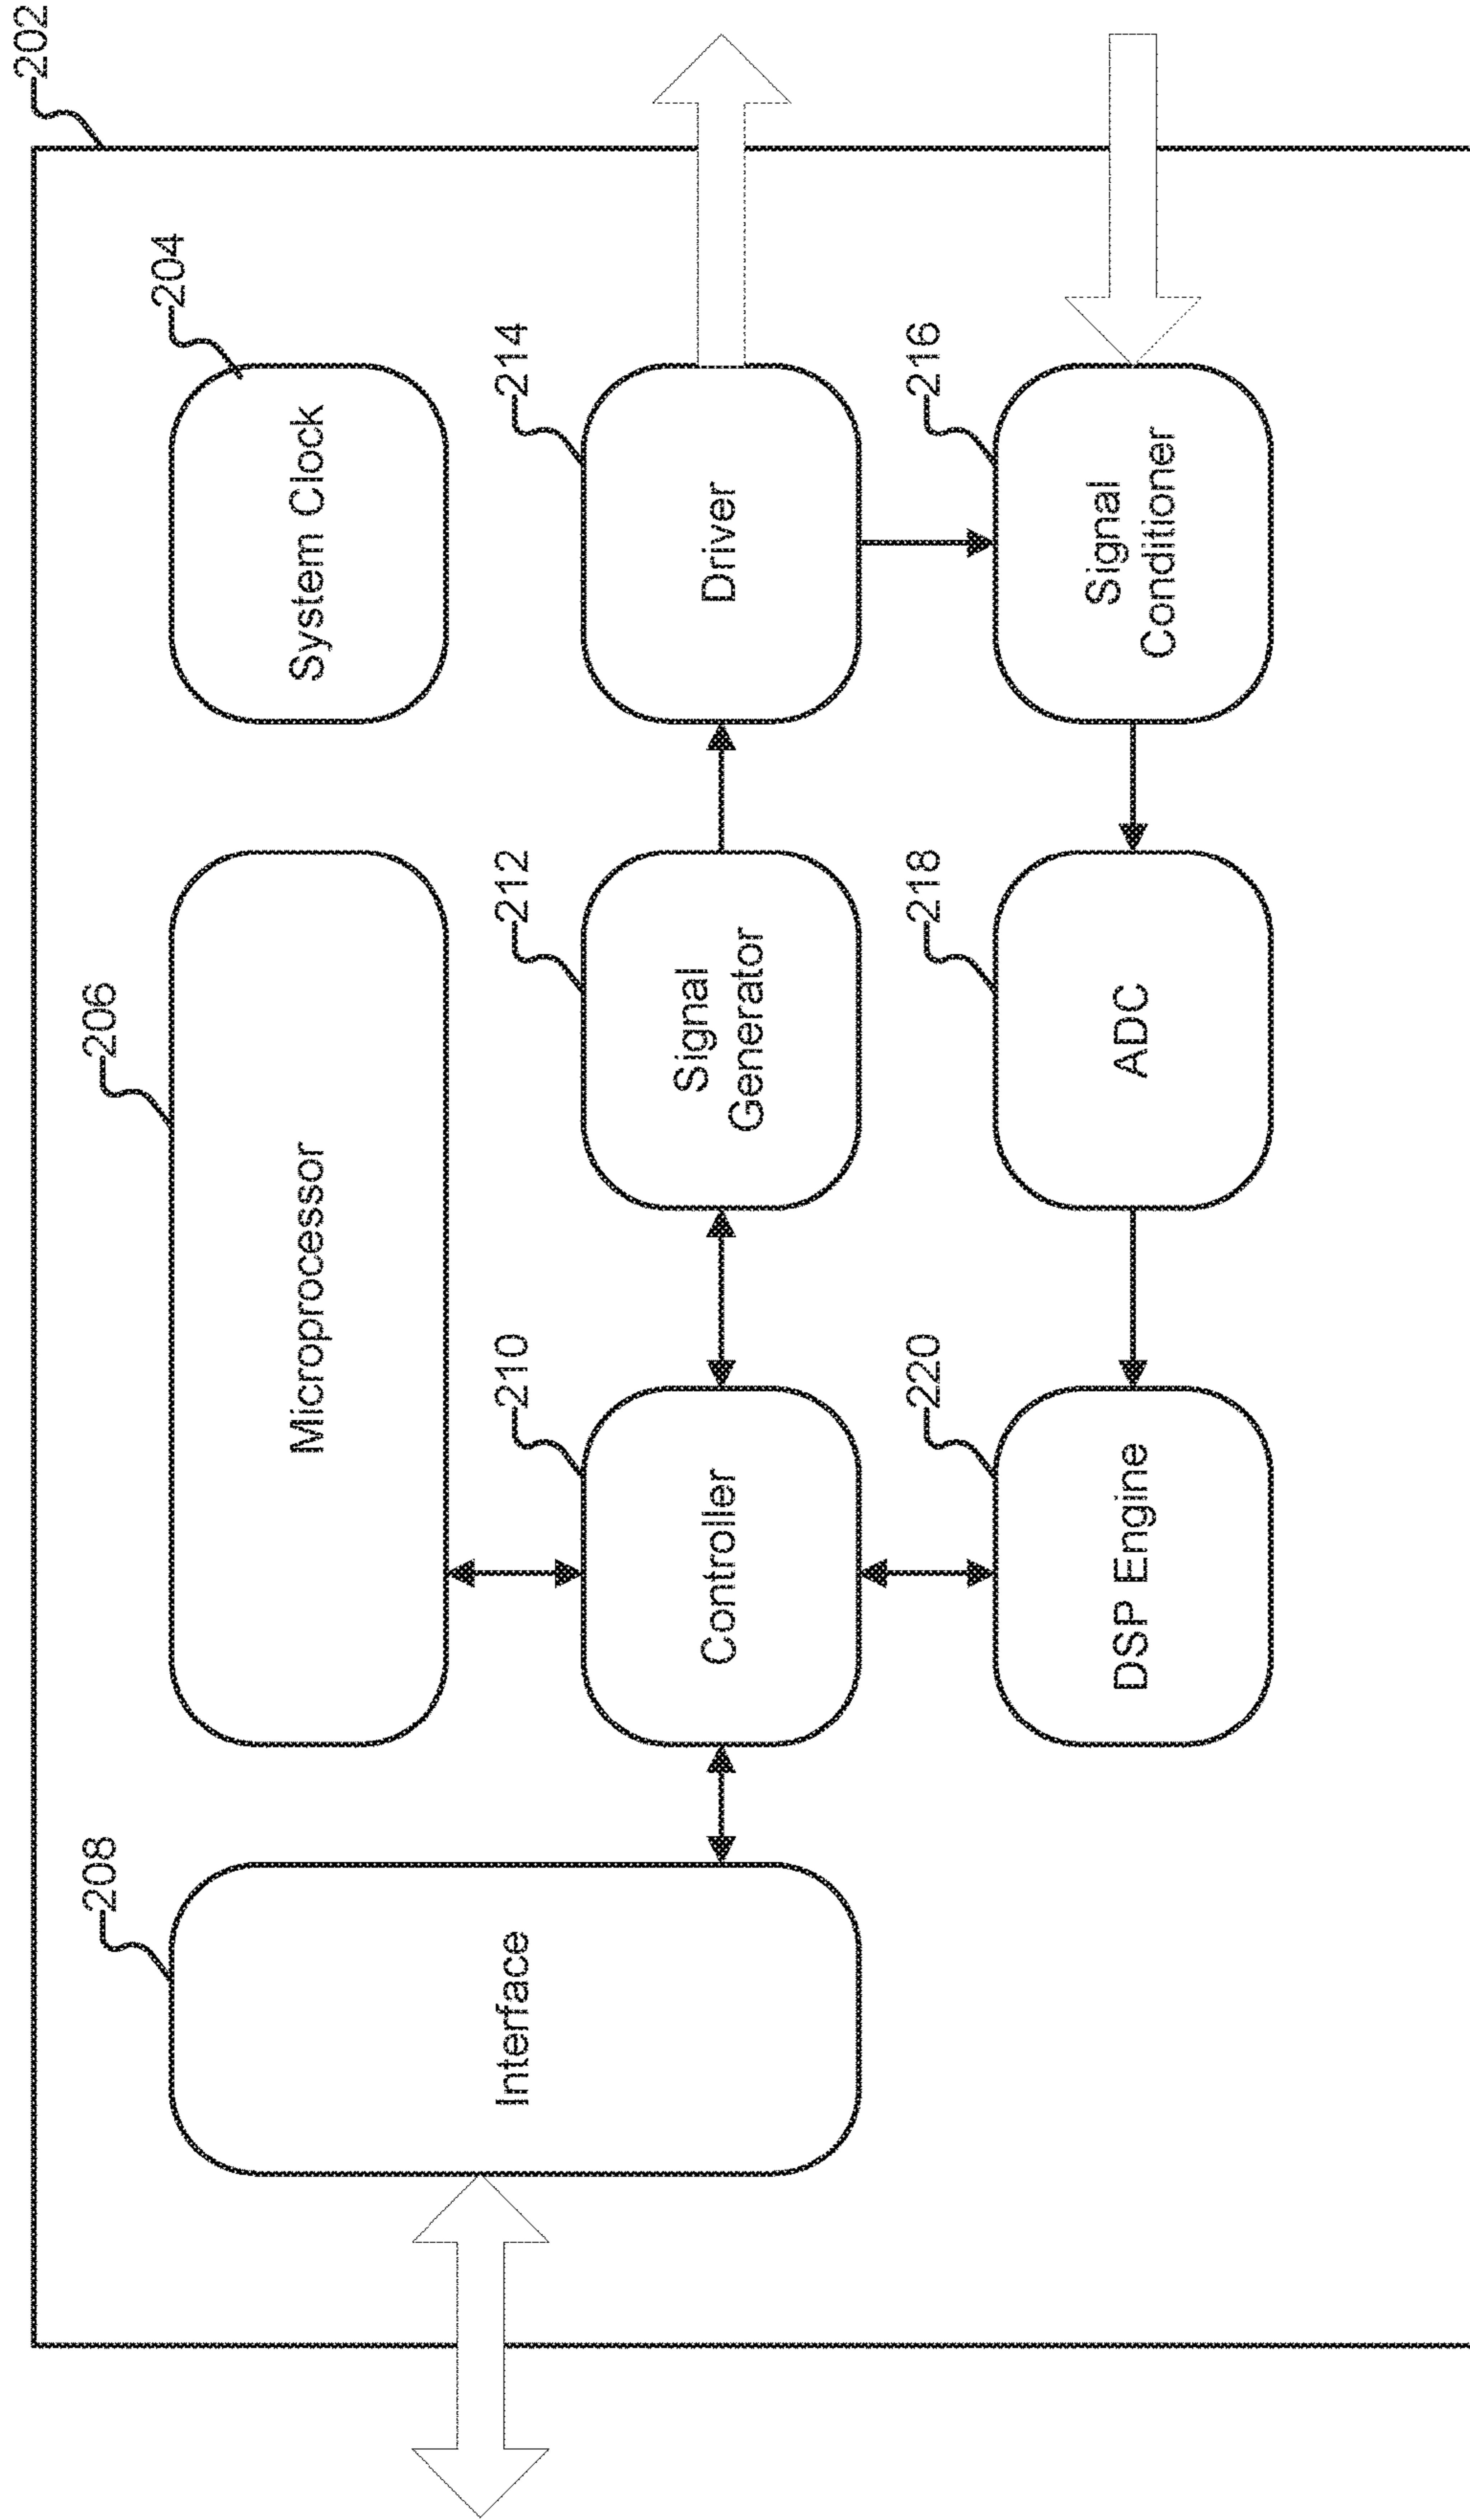 202
204
System Clock
206
Microprocessor
208
Interface
210
Controller
212
Signal
Generator
214
Driver
216
Signal
Conditioner
218
ADC
220
DSP Engine